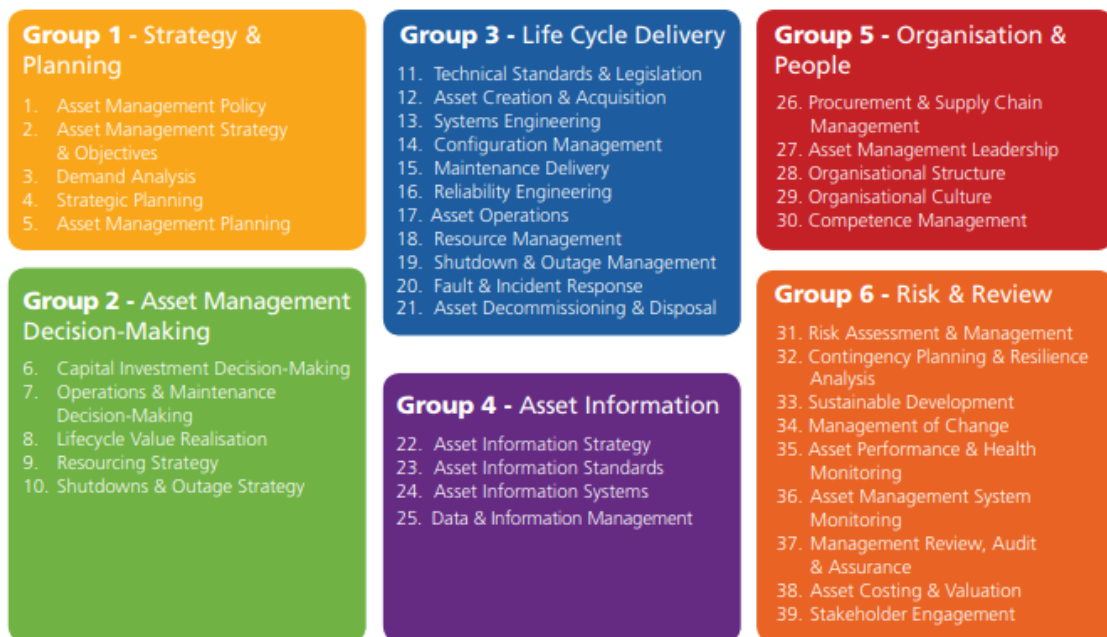 Group 1 - Strategy &
Planning
1. Asset Management Policy
2. Asset Management Strategy
& Objectives
3. Demand Analysis
4. Strategic Planning
5. Asset Management Planning
Group 2 - Asset Management
Decision-Making
6. Capital Investment Decision-Making
7. Operations & Maintenance
Decision-Making
8. Lifecycle Value Realisation
9. Resourcing Strategy
10. Shutdowns & Outage Strategy
Group 3 - Life Cycle Delivery
11. Technical Standards & Legislation
12. Asset Creation & Acquisition
13. Systems Engineering
14. Configuration Management
15. Maintenance Delivery
16. Reliability Engineering
17. Asset Operations
18. Resource Management
19. Shutdown & Outage Management
20. Fault & Incident Response
21. Asset Decommissioning & Disposal
Group 4 - Asset Information
22. Asset Information Strategy
23. Asset Information Standards
24. Asset Information Systems
25. Data & Information Management
Group 5 - Organisation &
People
26. Procurement & Supply Chain
Management
27. Asset Management Leadership
28. Organisational Structure
29. Organisational Culture
30. Competence Management
Group 6 - Risk & Review
31. Risk Assessment & Management
32. Contingency Planning & Resilience
Analysis
33. Sustainable Development
34. Management of Change
35. Asset Performance & Health
Monitoring
36. Asset Management System
Monitoring
37. Management Review, Audit
& Assurance
38. Asset Costing & Valuation
39. Stakeholder Engagement